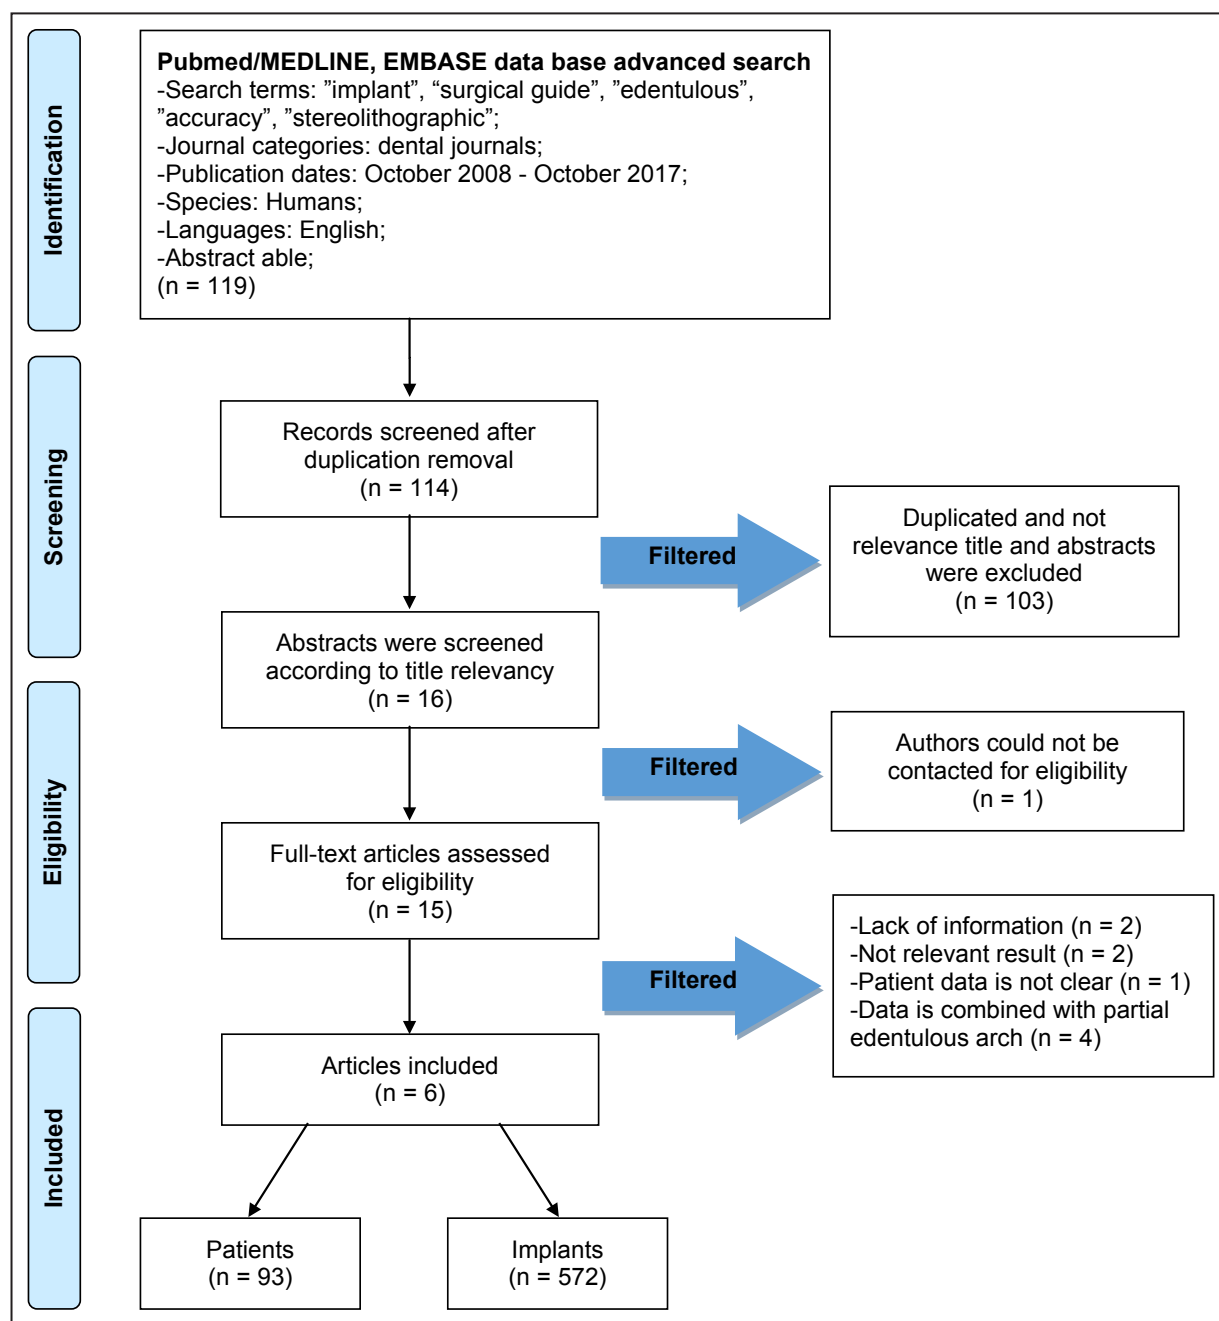 Identification
Pubmed/MEDLINE, EMBASE data base advanced search
-Search terms: ”implant”, “surgical guide”, ”edentulous”,
”accuracy”, ”stereolithographic”;
-Journal categories: dental journals;
-Publication dates: October 2008 - October 2017;
-Species: Humans;
-Languages: English;
-Abstract able;
(n = 119)
Screening
Records screened after
duplication removal
(n = 114)
Filtered
Duplicated and not
relevance title and abstracts
were excluded
(n = 103)
Abstracts were screened
according to title relevancy
(n = 16)
Eligibility
Filtered
Authors could not be
contacted for eligibility
(n = 1)
Full-text articles assessed
for eligibility
(n = 15)
Filtered
-Lack of information (n = 2)
-Not relevant result (n = 2)
-Patient data is not clear (n = 1)
-Data is combined with partial
edentulous arch (n = 4)
Included
Articles included
(n = 6)
Patients
(n = 93)
Implants
(n = 572)